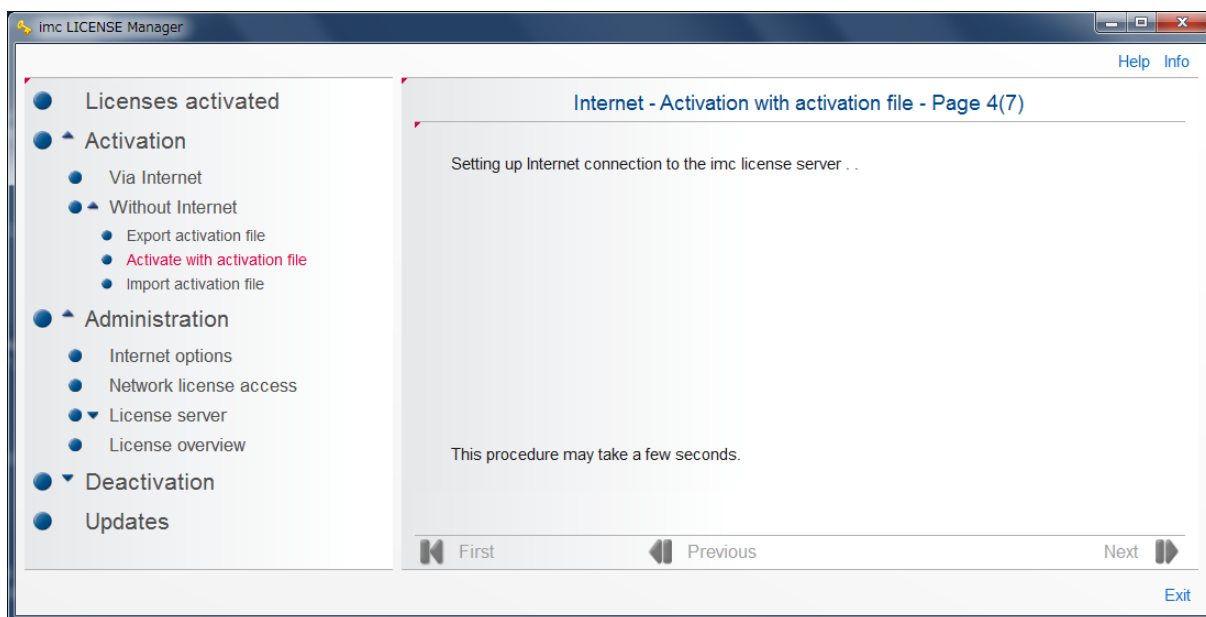 imc LICENSE Manager
Help Info
Licenses activated
Activation
Via Internet
Without Internet
Export activation file
Activate with activation file
Import activation file
Administration
Internet options
Network license access
License server
License overview
Deactivation
Updates
Internet - Activation with activation file - Page 4(7)
Setting up Internet connection to the imc license server . .
This procedure may take a few seconds.
First Previous Next
Exit